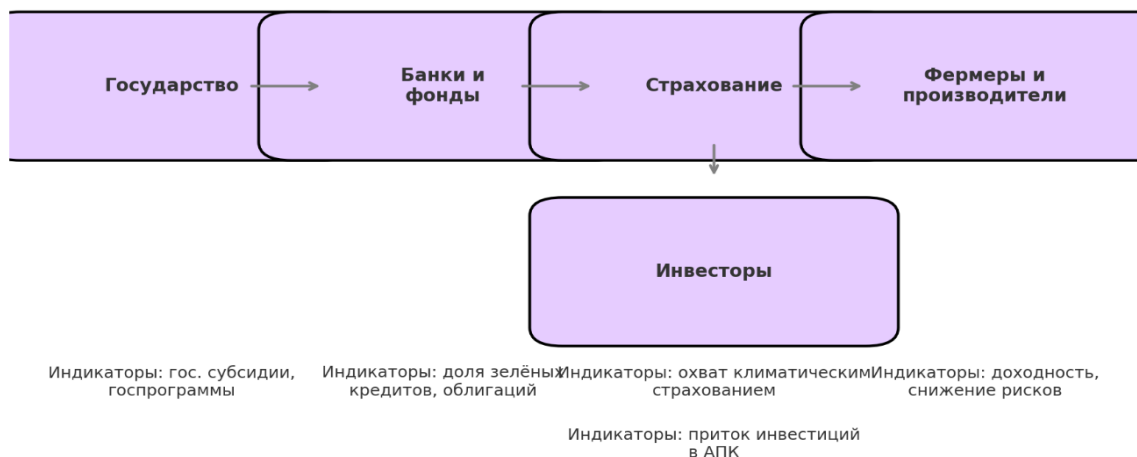 Государство
Банки и
фонды
Страхование
Фермеры и
производители
Инвесторы
Индикаторы: гос. субсидии,
госпрограммы
Индикаторы: доля зелёных
кредитов, облигаций
Индикаторы: охват климатическим
страхованием
Индикаторы: доходность,
снижение рисков
Индикаторы: приток инвестиций
в АПК